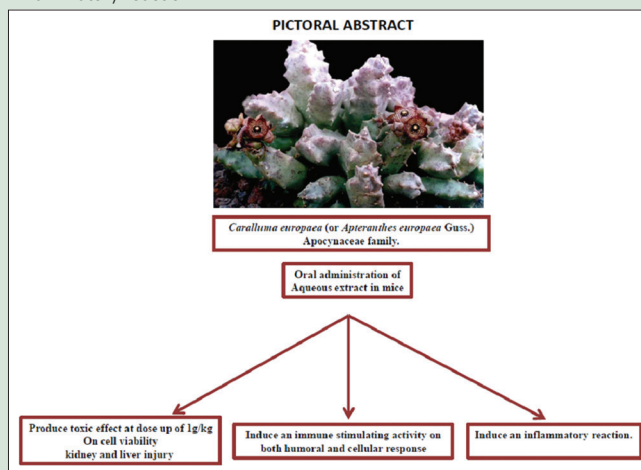 PICTORAL ABSTRACT
Caralluma europaea (or Apteranthes europaea Guss.)
Apocynaceae family.
Oral administration of
Aqueous extract in mice
Produce toxic effect at dose up of 1g/kg
On cell viability
kidney and liver injury
Induce an immune stimulating activity on
both humoral and cellular response
Induce an inflammatory reaction.